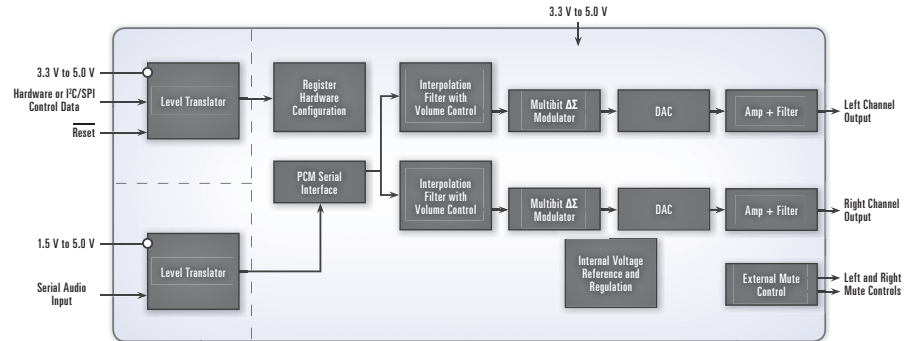 3.3 V to 5.0 V
3.3 V to 5.0 V
Hardware or I²C/SPI
Control Data
Reset
Level Translator
Register
Hardware
Configuration
Interpolation
Filter with
Volume Control
Multibit ΔΣ
Modulator
DAC
Amp + Filter
Left Channel
Output
PCM Serial
Interface
Interpolation
Filter with
Volume Control
Multibit ΔΣ
Modulator
DAC
Amp + Filter
Right Channel
Output
1.5 V to 5.0 V
Serial Audio
Input
Level Translator
Internal Voltage
Reference and
Regulation
External Mute
Control
Left and Right
Mute Controls